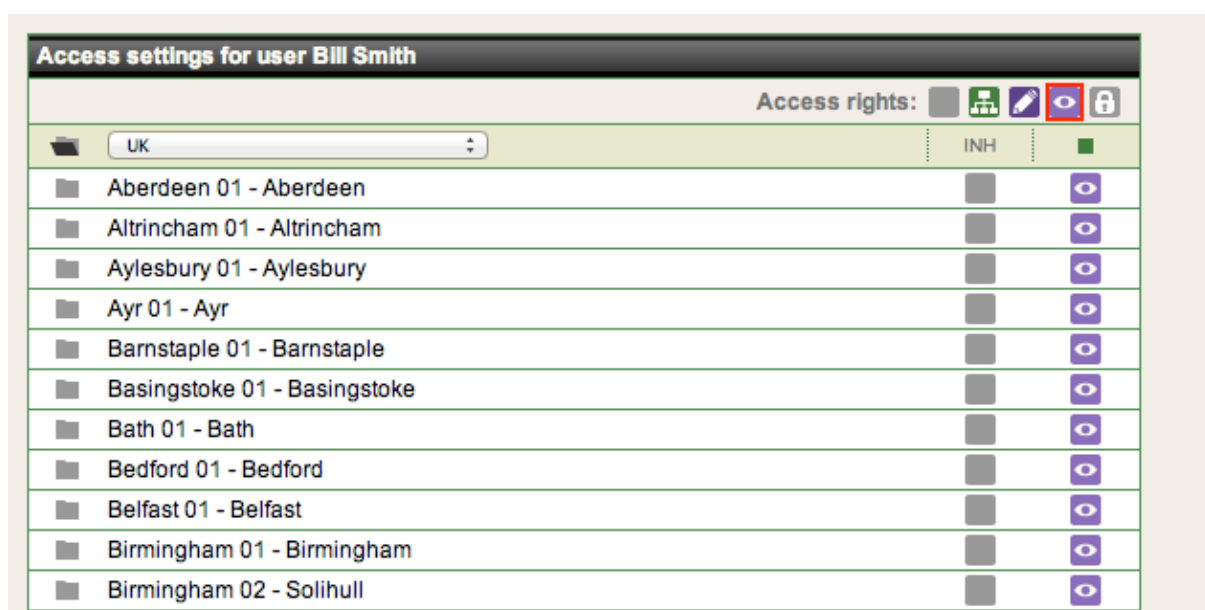 Access settings for user Bill Smith
Access rights:
UK INH
Aberdeen 01 - Aberdeen
Altrincham 01 - Altrincham
Aylesbury 01 - Aylesbury
Ayr 01 - Ayr
Barnstaple 01 - Barnstaple
Basingstoke 01 - Basingstoke
Bath 01 - Bath
Bedford 01 - Bedford
Belfast 01 - Belfast
Birmingham 01 - Birmingham
Birmingham 02 - Solihull